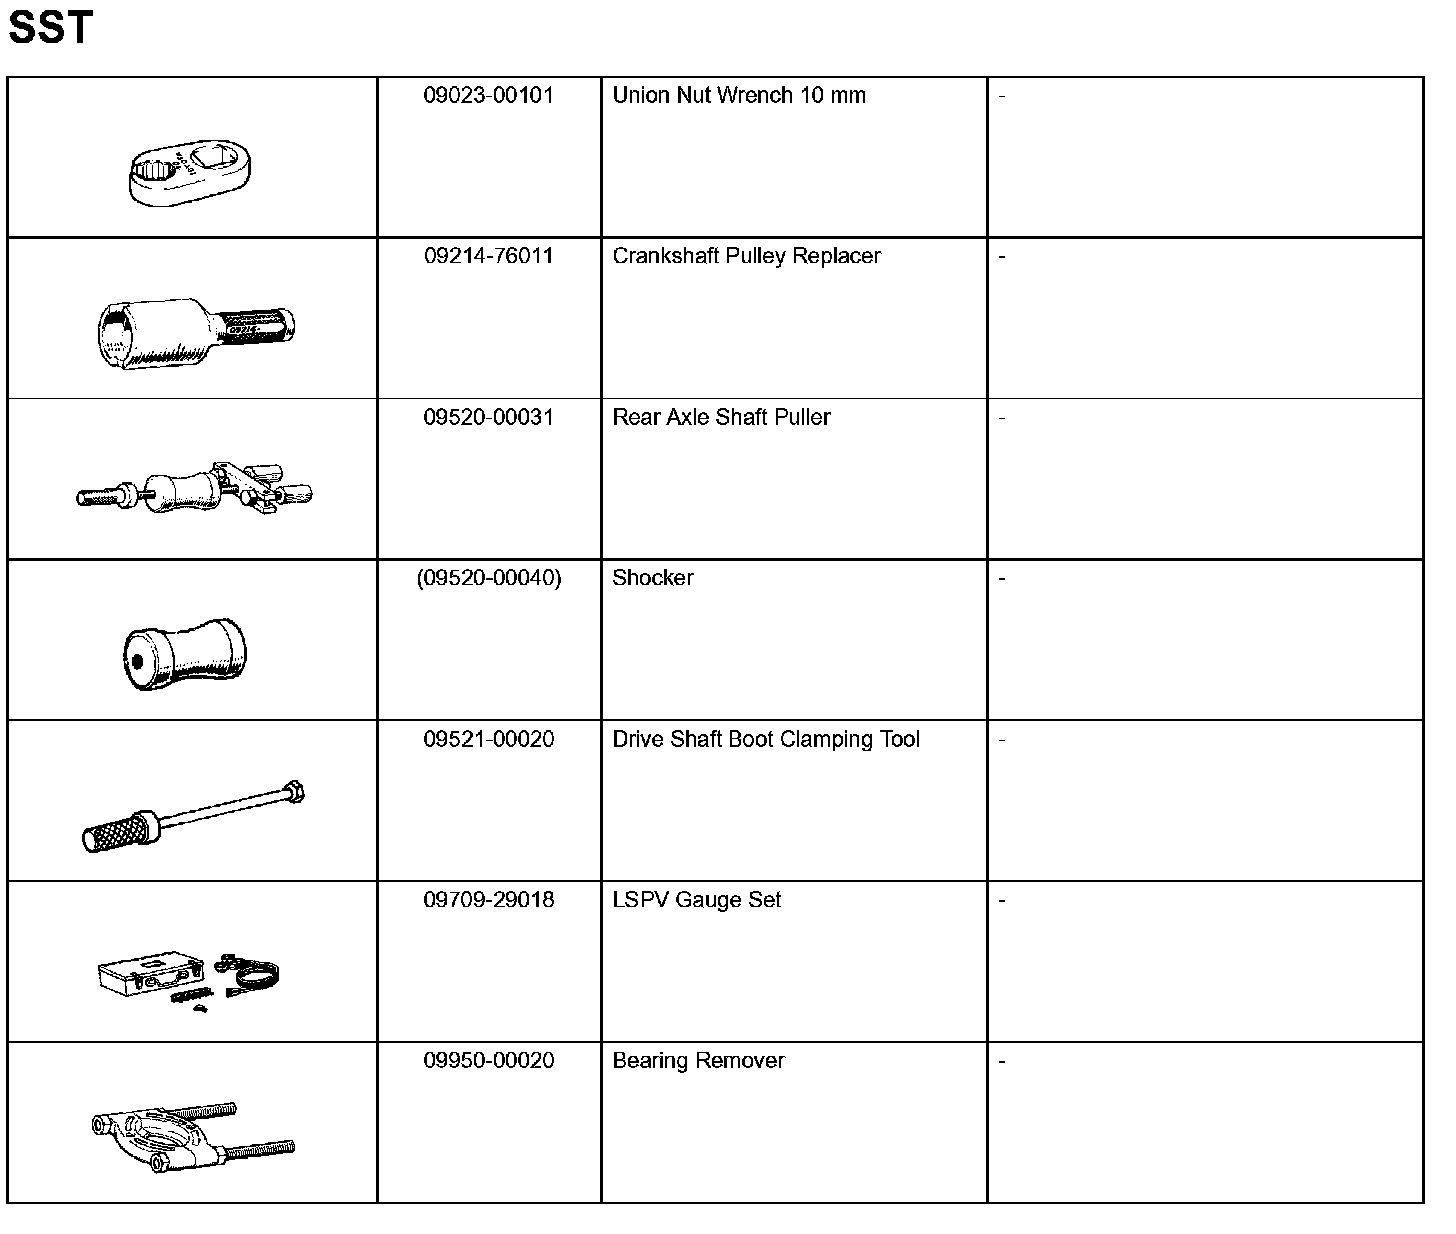 SST
09023-00101 Union Nut Wrench 10 mm -
09214-76011 Crankshaft Pulley Replacer -
09214-
09520-00031 Rear Axle Shaft Puller -
(09520-00040) Shocker -
09521-00020 Drive Shaft Boot Clamping Tool -
09709-29018 LSPV Gauge Set -
09950-00020 Bearing Remover -